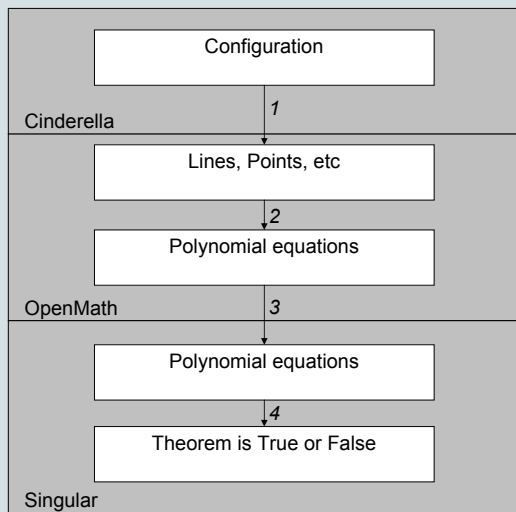 Configuration
1
Cinderella
Lines, Points, etc
2
Polynomial equations
OpenMath
3
Polynomial equations
4
Theorem is True or False
Singular